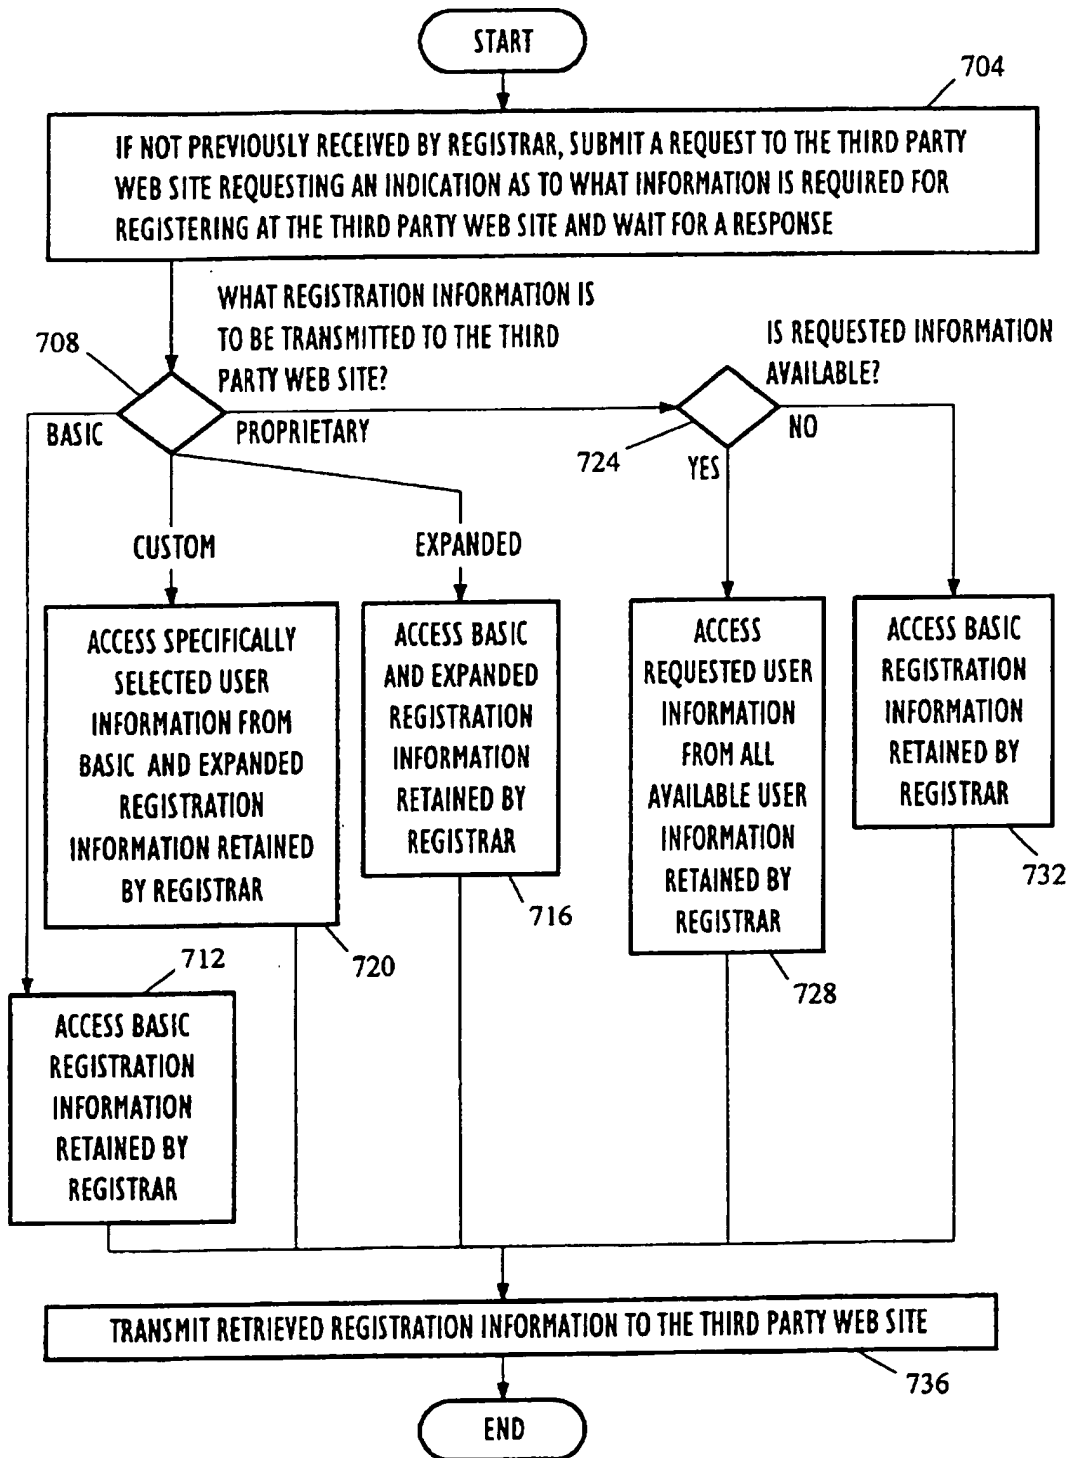 START
704
IF NOT PREVIOUSLY RECEIVED BY REGISTRAR, SUBMIT A REQUEST TO THE THIRD PARTY
WEB SITE REQUESTING AN INDICATION AS TO WHAT INFORMATION IS REQUIRED FOR
REGISTERING AT THE THIRD PARTY WEB SITE AND WAIT FOR A RESPONSE
708
WHAT REGISTRATION INFORMATION IS
TO BE TRANSMITTED TO THE THIRD
PARTY WEB SITE?
IS REQUESTED INFORMATION
AVAILABLE?
BASIC
PROPRIETARY
724
YES
NO
CUSTOM
EXPANDED
ACCESS SPECIFICALLY
SELECTED USER
INFORMATION FROM
BASIC AND EXPANDED
REGISTRATION
INFORMATION RETAINED
BY REGISTRAR
720
ACCESS BASIC
AND EXPANDED
REGISTRATION
INFORMATION
RETAINED BY
REGISTRAR
716
ACCESS
REQUESTED USER
INFORMATION
FROM ALL
AVAILABLE USER
INFORMATION
RETAINED BY
REGISTRAR
728
ACCESS BASIC
REGISTRATION
INFORMATION
RETAINED BY
REGISTRAR
732
712
ACCESS BASIC
REGISTRATION
INFORMATION
RETAINED BY
REGISTRAR
TRANSMIT RETRIEVED REGISTRATION INFORMATION TO THE THIRD PARTY WEB SITE
736
END